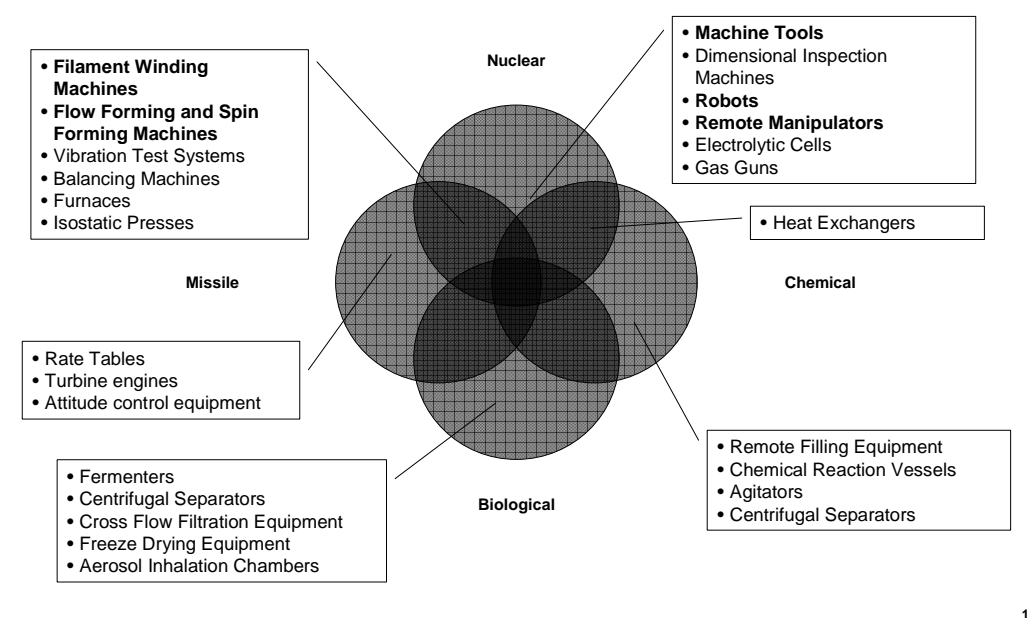 Nuclear
• Filament Winding
Machines
• Flow Forming and Spin
Forming Machines
• Vibration Test Systems
• Balancing Machines
• Furnaces
• Isostatic Presses
• Machine Tools
• Dimensional Inspection
Machines
• Robots
• Remote Manipulators
• Electrolytic Cells
• Gas Guns
• Heat Exchangers
Missile
Chemical
• Rate Tables
• Turbine engines
• Attitude control equipment
• Remote Filling Equipment
• Chemical Reaction Vessels
• Agitators
• Centrifugal Separators
• Fermenters
• Centrifugal Separators
• Cross Flow Filtration Equipment
• Freeze Drying Equipment
• Aerosol Inhalation Chambers
Biological
1